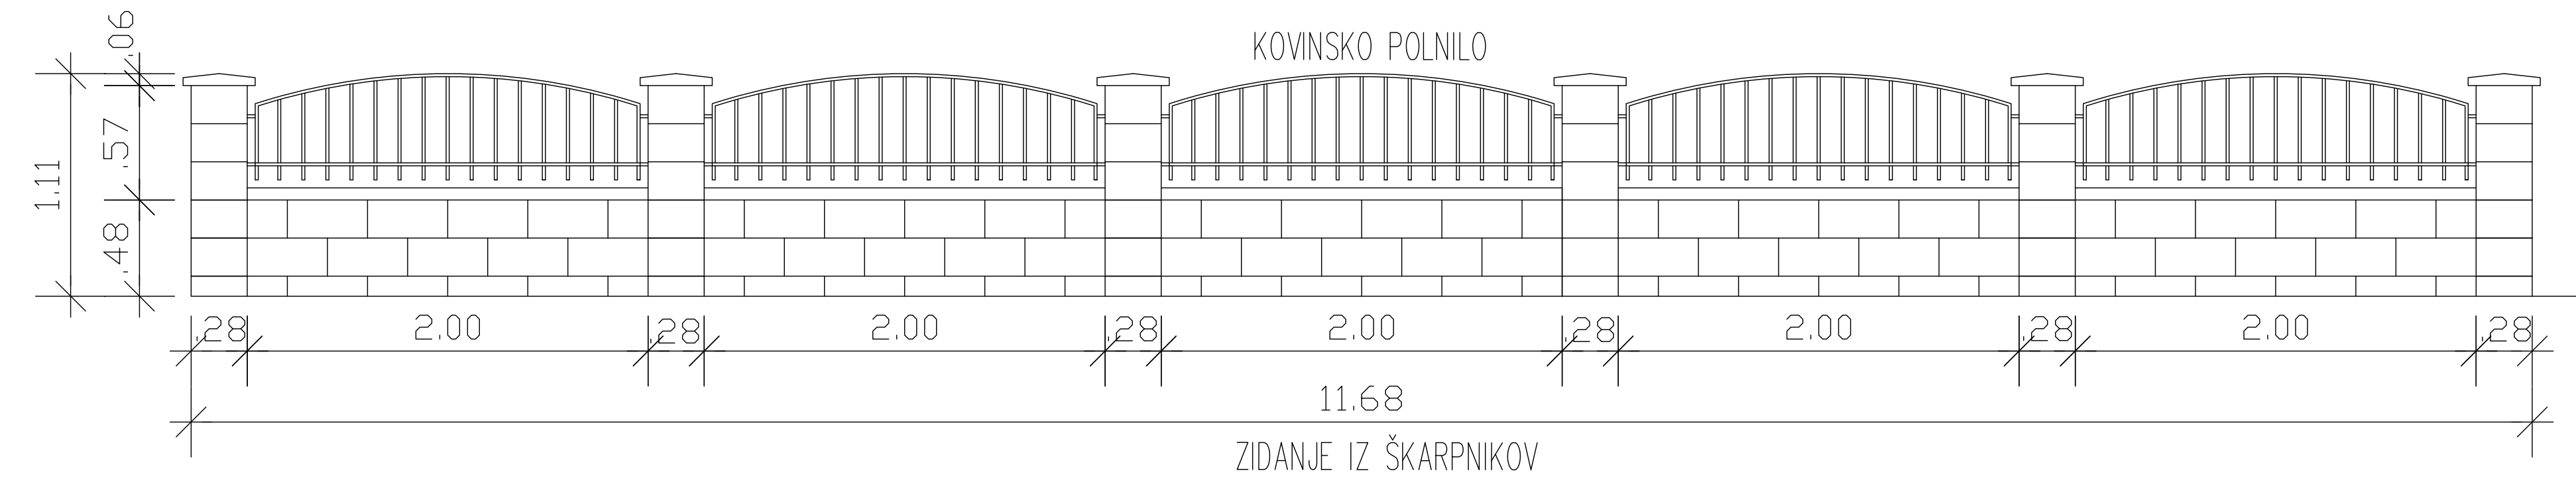 KOVINSKO POLNILO
.06
.57
1.11
.48
.28 2.00 .28 2.00 .28 2.00 .28 2.00 .28 2.00 .28
11.68
ZIDANJE IZ ŠKARPNIKOV